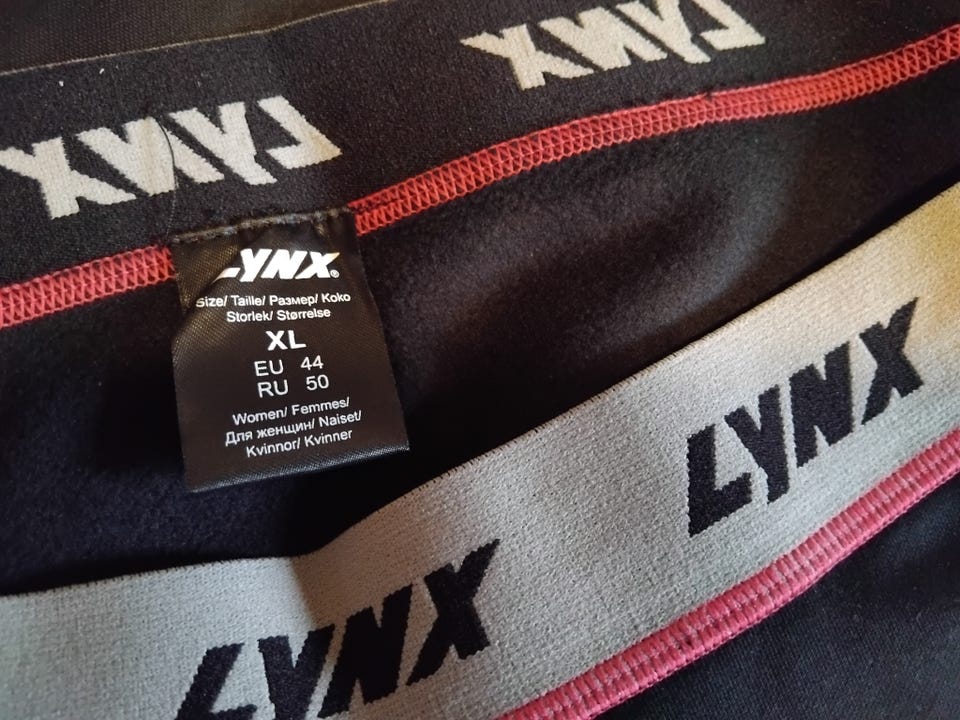 LYNX
LYNX
LYNX®
Size/ Taille/ Размер/ Koko
Storlek/ Størrelse
XL
EU 44
RU 50
Women/ Femmes/
Для женщин/ Naiset/
Kvinnor/ Kvinner
LYNX
LYNX